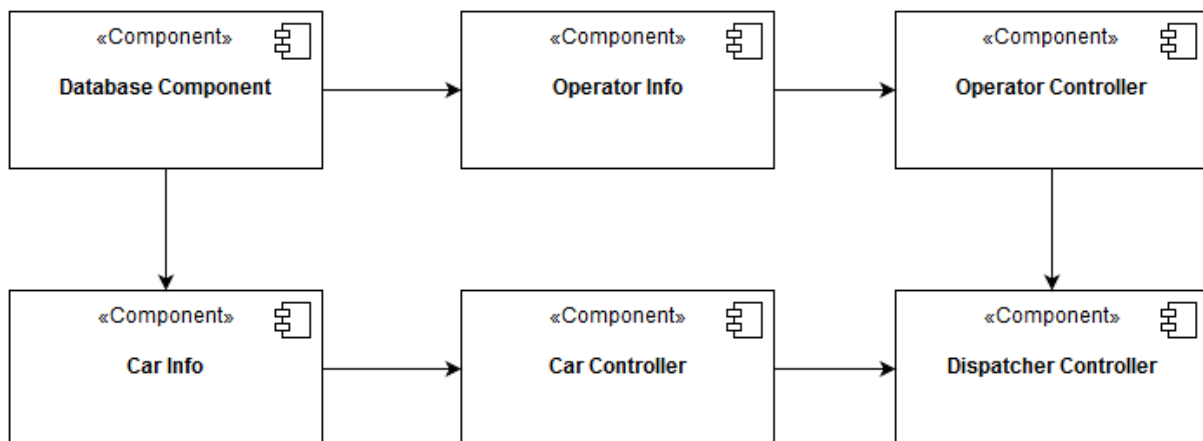 «Component»
Database Component
«Component»
Operator Info
«Component»
Operator Controller
«Component»
Car Info
«Component»
Car Controller
«Component»
Dispatcher Controller